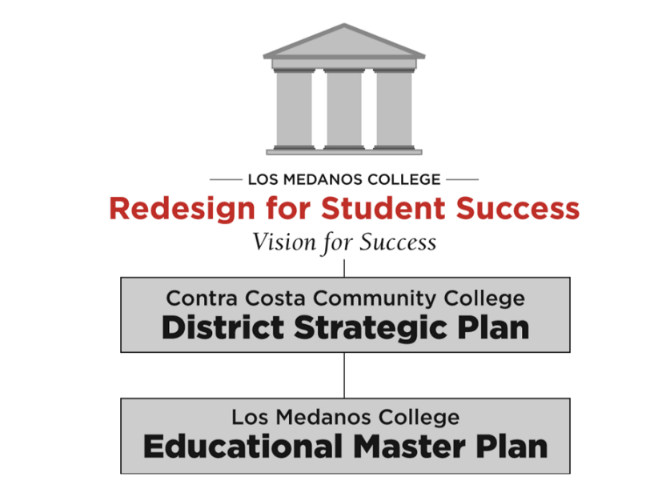 LOS MEDANOS COLLEGE
Redesign for Student Success
Vision for Success
Contra Costa Community College
District Strategic Plan
Los Medanos College
Educational Master Plan